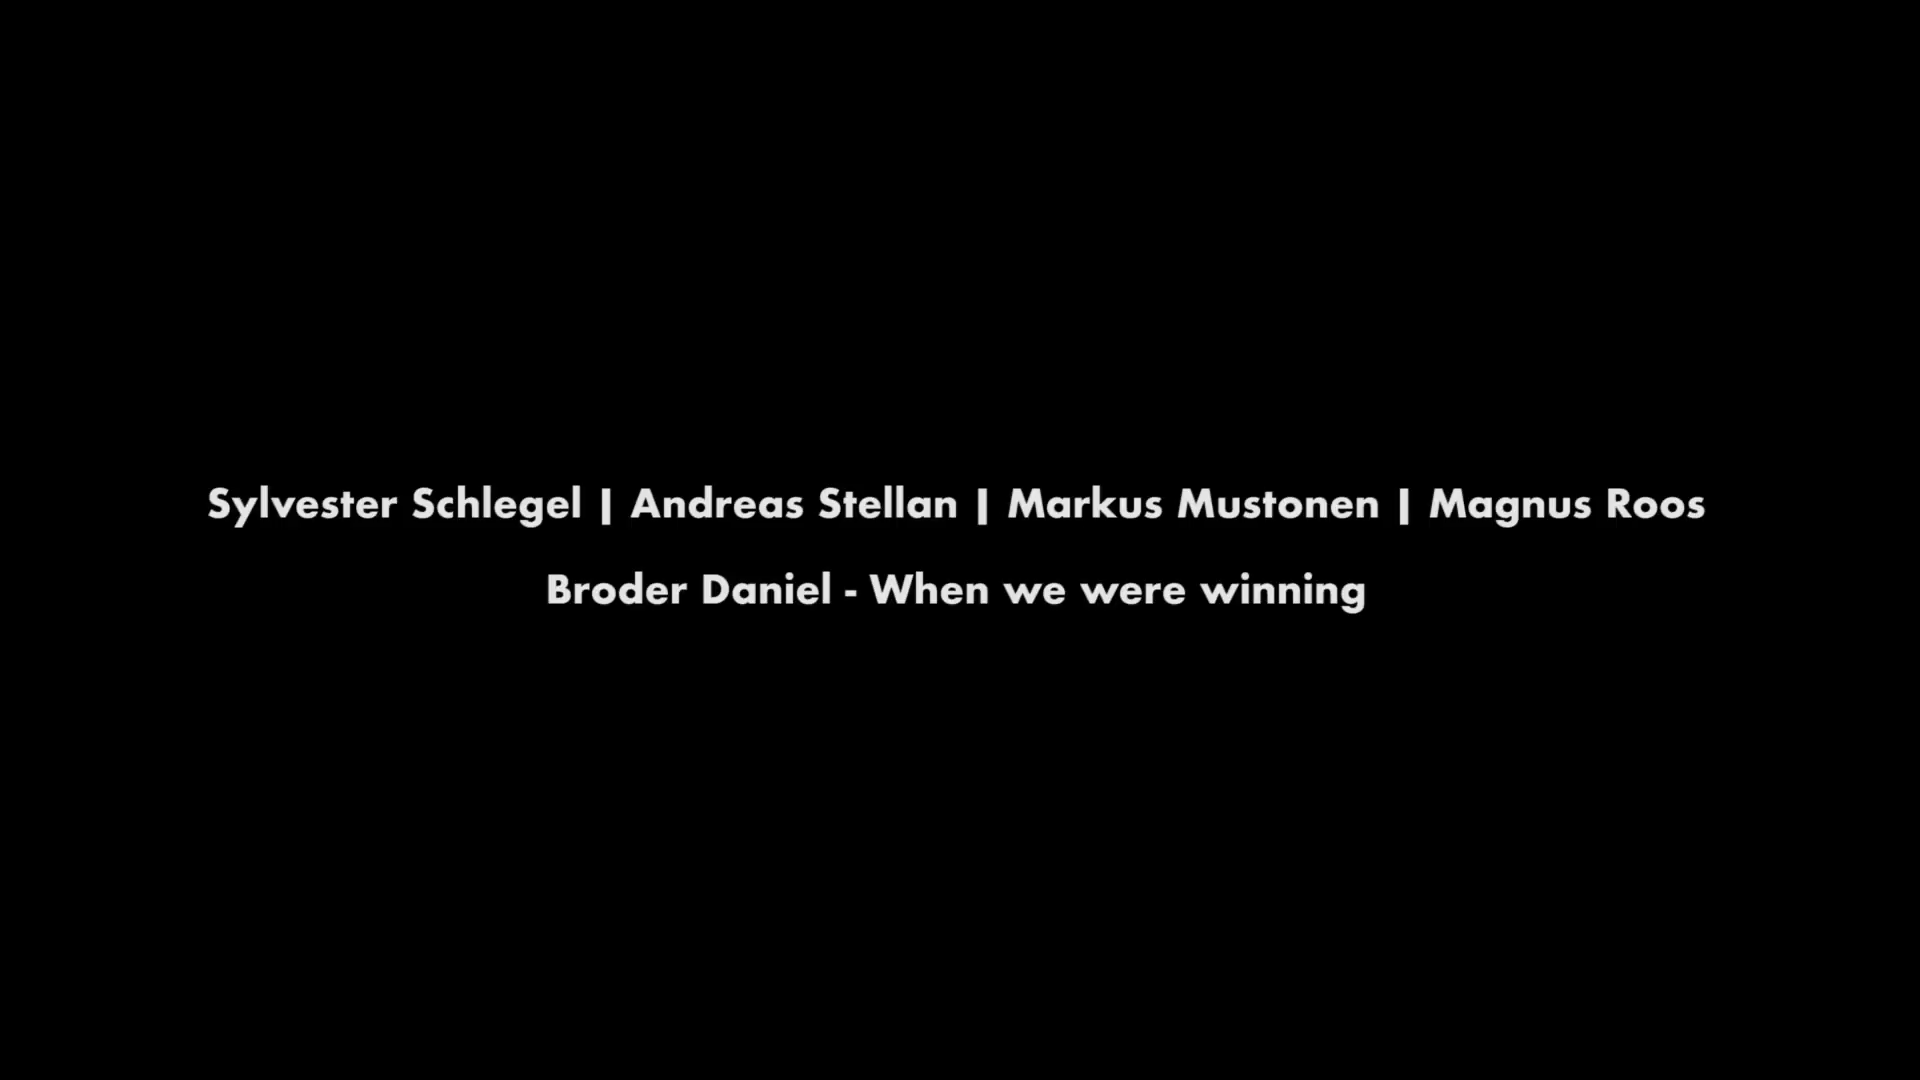 Sylvester Schlegel | Andreas Stellan | Markus Mustonen | Magnus Roos
Broder Daniel - When we were winning